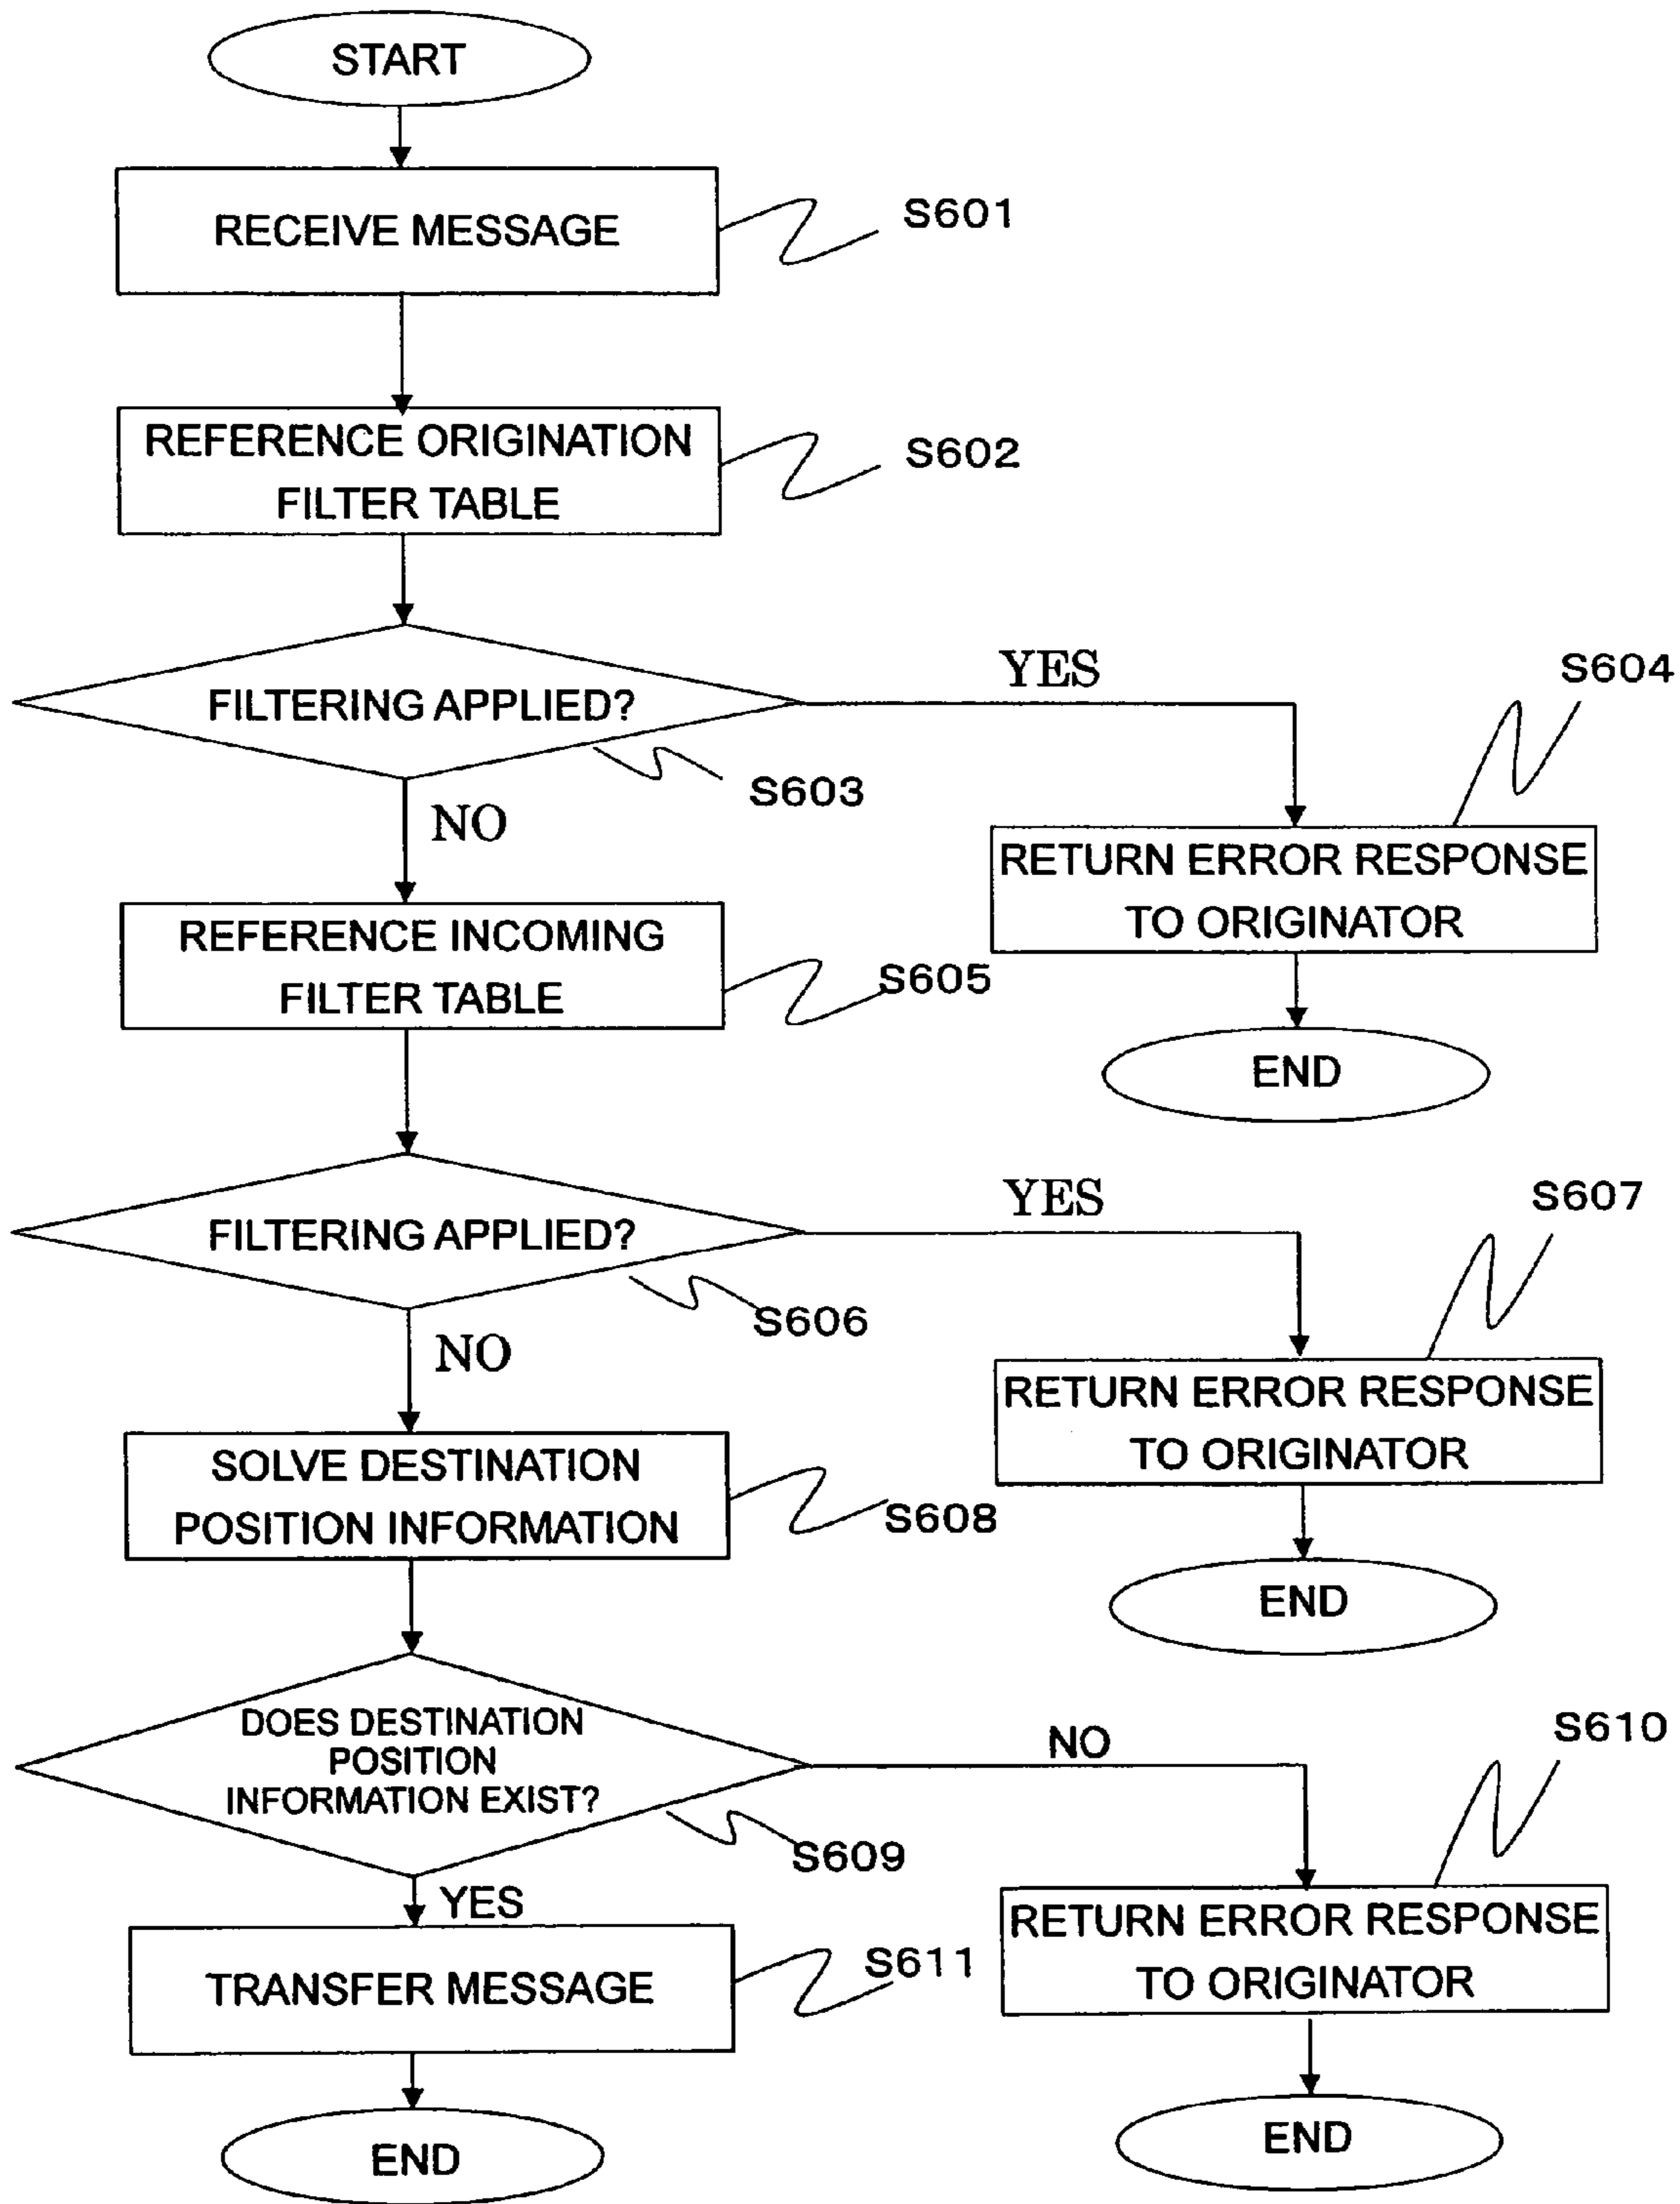 START
RECEIVE MESSAGE
S601
REFERENCE ORIGINATION
FILTER TABLE
S602
FILTERING APPLIED?
S603
YES
S604
RETURN ERROR RESPONSE
TO ORIGINATOR
END
NO
REFERENCE INCOMING
FILTER TABLE
S605
FILTERING APPLIED?
S606
YES
S607
RETURN ERROR RESPONSE
TO ORIGINATOR
END
NO
SOLVE DESTINATION
POSITION INFORMATION
S608
DOES DESTINATION
POSITION
INFORMATION EXIST?
S609
NO
S610
RETURN ERROR RESPONSE
TO ORIGINATOR
END
YES
TRANSFER MESSAGE
S611
END